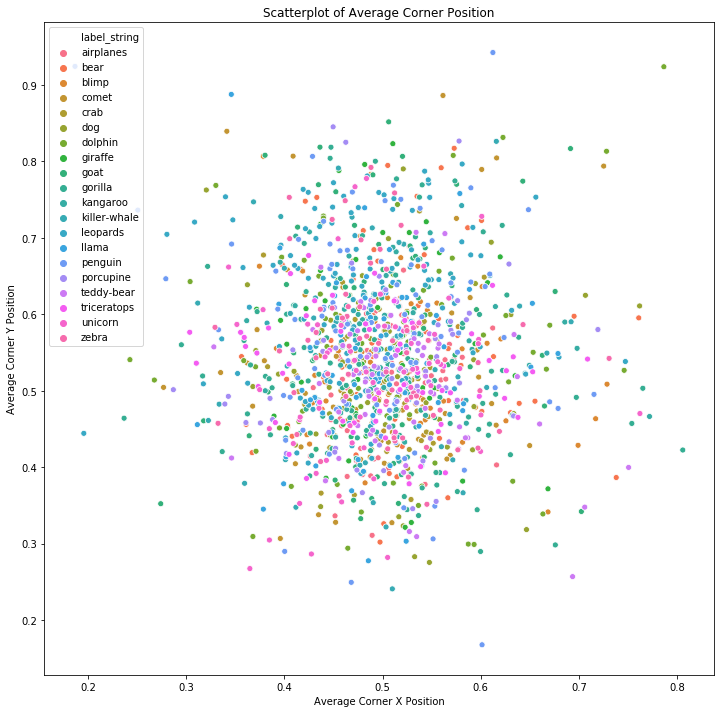 Scatterplot of Average Corner Position
label_string
airplanes
bear
blimp
comet
crab
dog
dolphin
giraffe
goat
gorilla
kangaroo
killer-whale
leopards
llama
penguin
porcupine
teddy-bear
triceratops
unicorn
zebra
Average Corner Y Position
0.9
0.8
0.7
0.6
0.5
0.4
0.3
0.2
0.2
0.3
0.4
0.5
0.6
0.7
0.8
Average Corner X Position